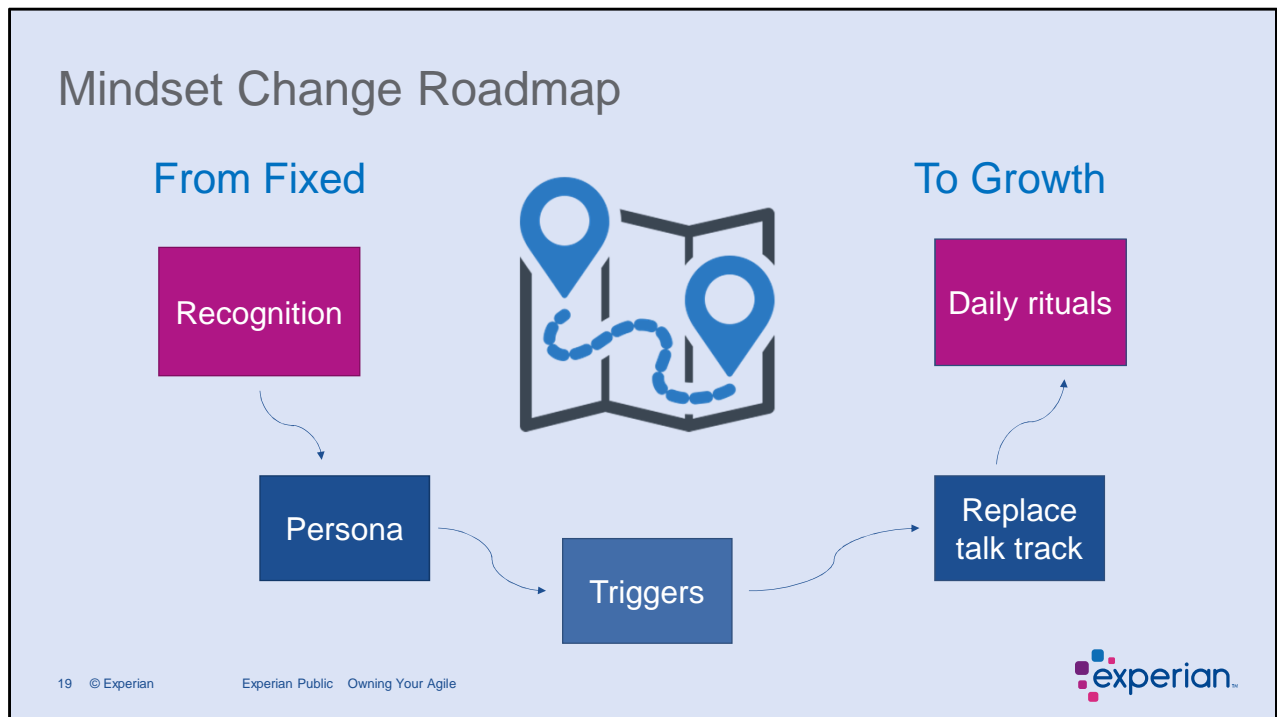 Mindset Change Roadmap
From Fixed
To Growth
Recognition
Daily rituals
Persona
Triggers
Replace
talk track
19 © Experian Experian Public Owning Your Agile
experian™